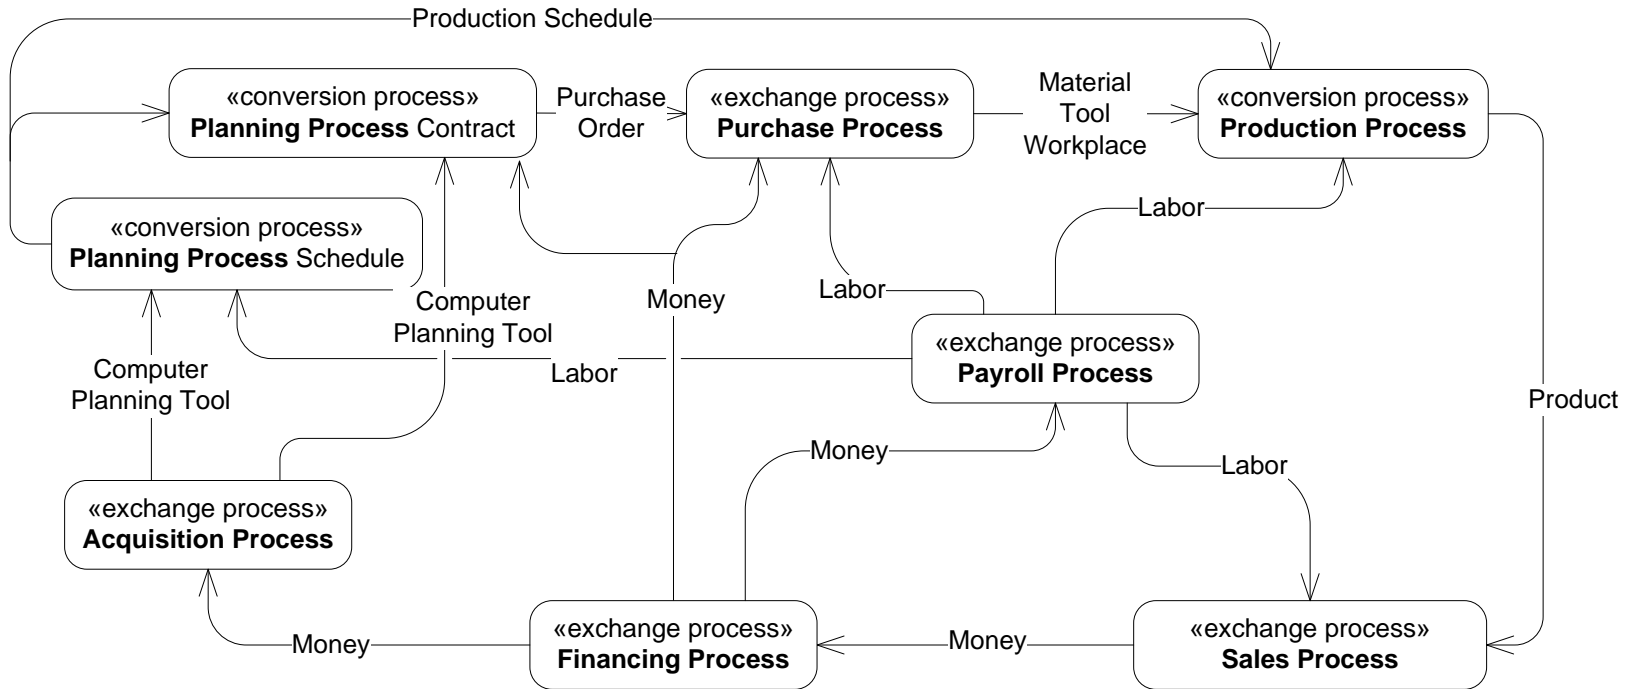 Production Schedule
«conversion process»
Planning Process Contract
Purchase
Order
«exchange process»
Purchase Process
Material
Tool
Workplace
«conversion process»
Production Process
«conversion process»
Planning Process Schedule
Labor
Computer
Planning Tool
Money
Labor
«exchange process»
Payroll Process
Computer
Planning Tool
Labor
Product
Money
Labor
«exchange process»
Acquisition Process
Money
«exchange process»
Financing Process
Money
«exchange process»
Sales Process